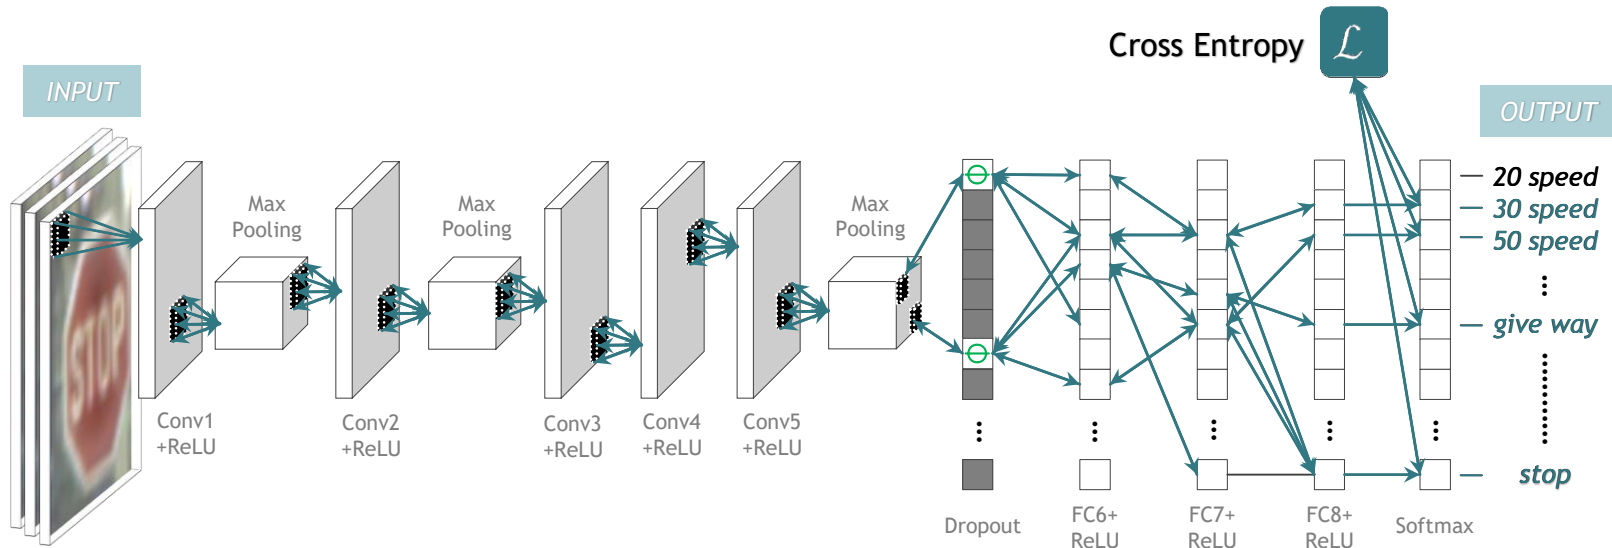 Cross Entropy ℒ
INPUT
OUTPUT
STOP
Max
Pooling
Max
Pooling
Max
Pooling
20 speed
30 speed
50 speed
give way
stop
Conv1
+ReLU
Conv2
+ReLU
Conv3
+ReLU
Conv4
+ReLU
Conv5
+ReLU
Dropout
FC6+
ReLU
FC7+
ReLU
FC8+
ReLU
Softmax